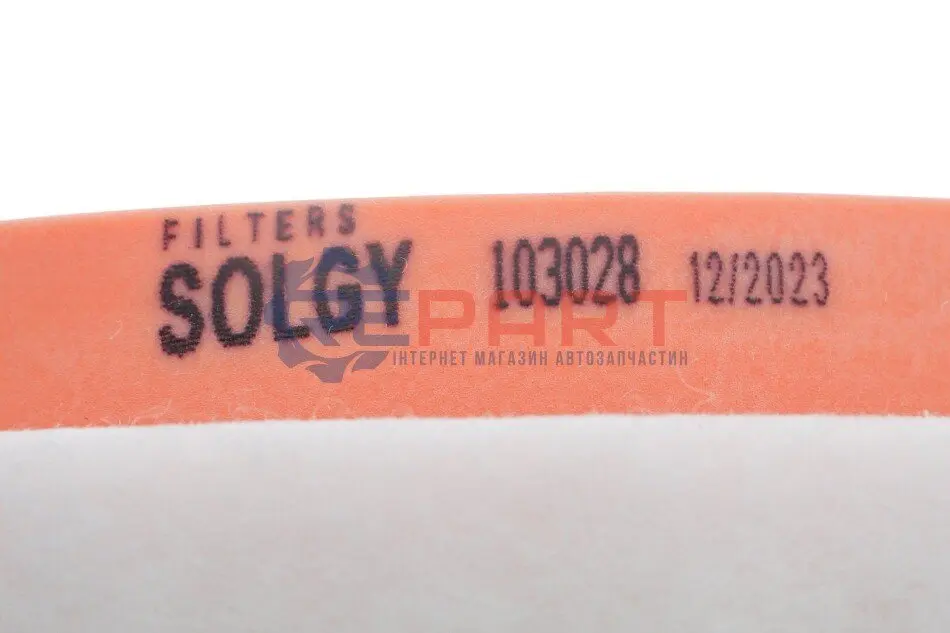 FILTERS
SOLGY 103028 12/2023
EPART
ІНТЕРНЕТ МАГАЗИН АВТОЗАПЧАСТИН